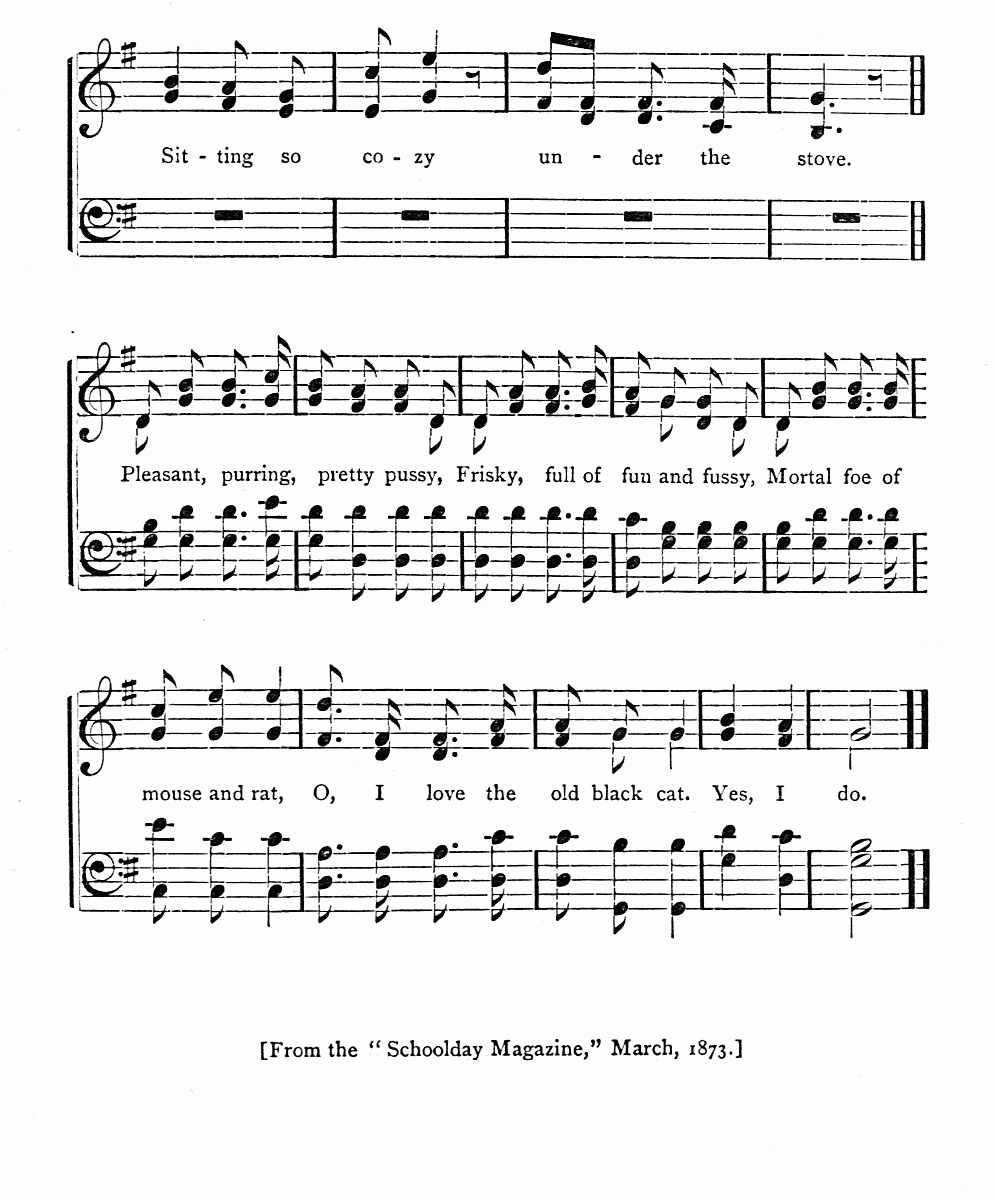 Sit - ting so co - zy un - der the stove.
Pleasant, purring, pretty pussy, Frisky, full of fun and fussy, Mortal foe of
mouse and rat, O, I love the old black cat. Yes, I do.
[From the “ Schoolday Magazine,” March, 1873.]